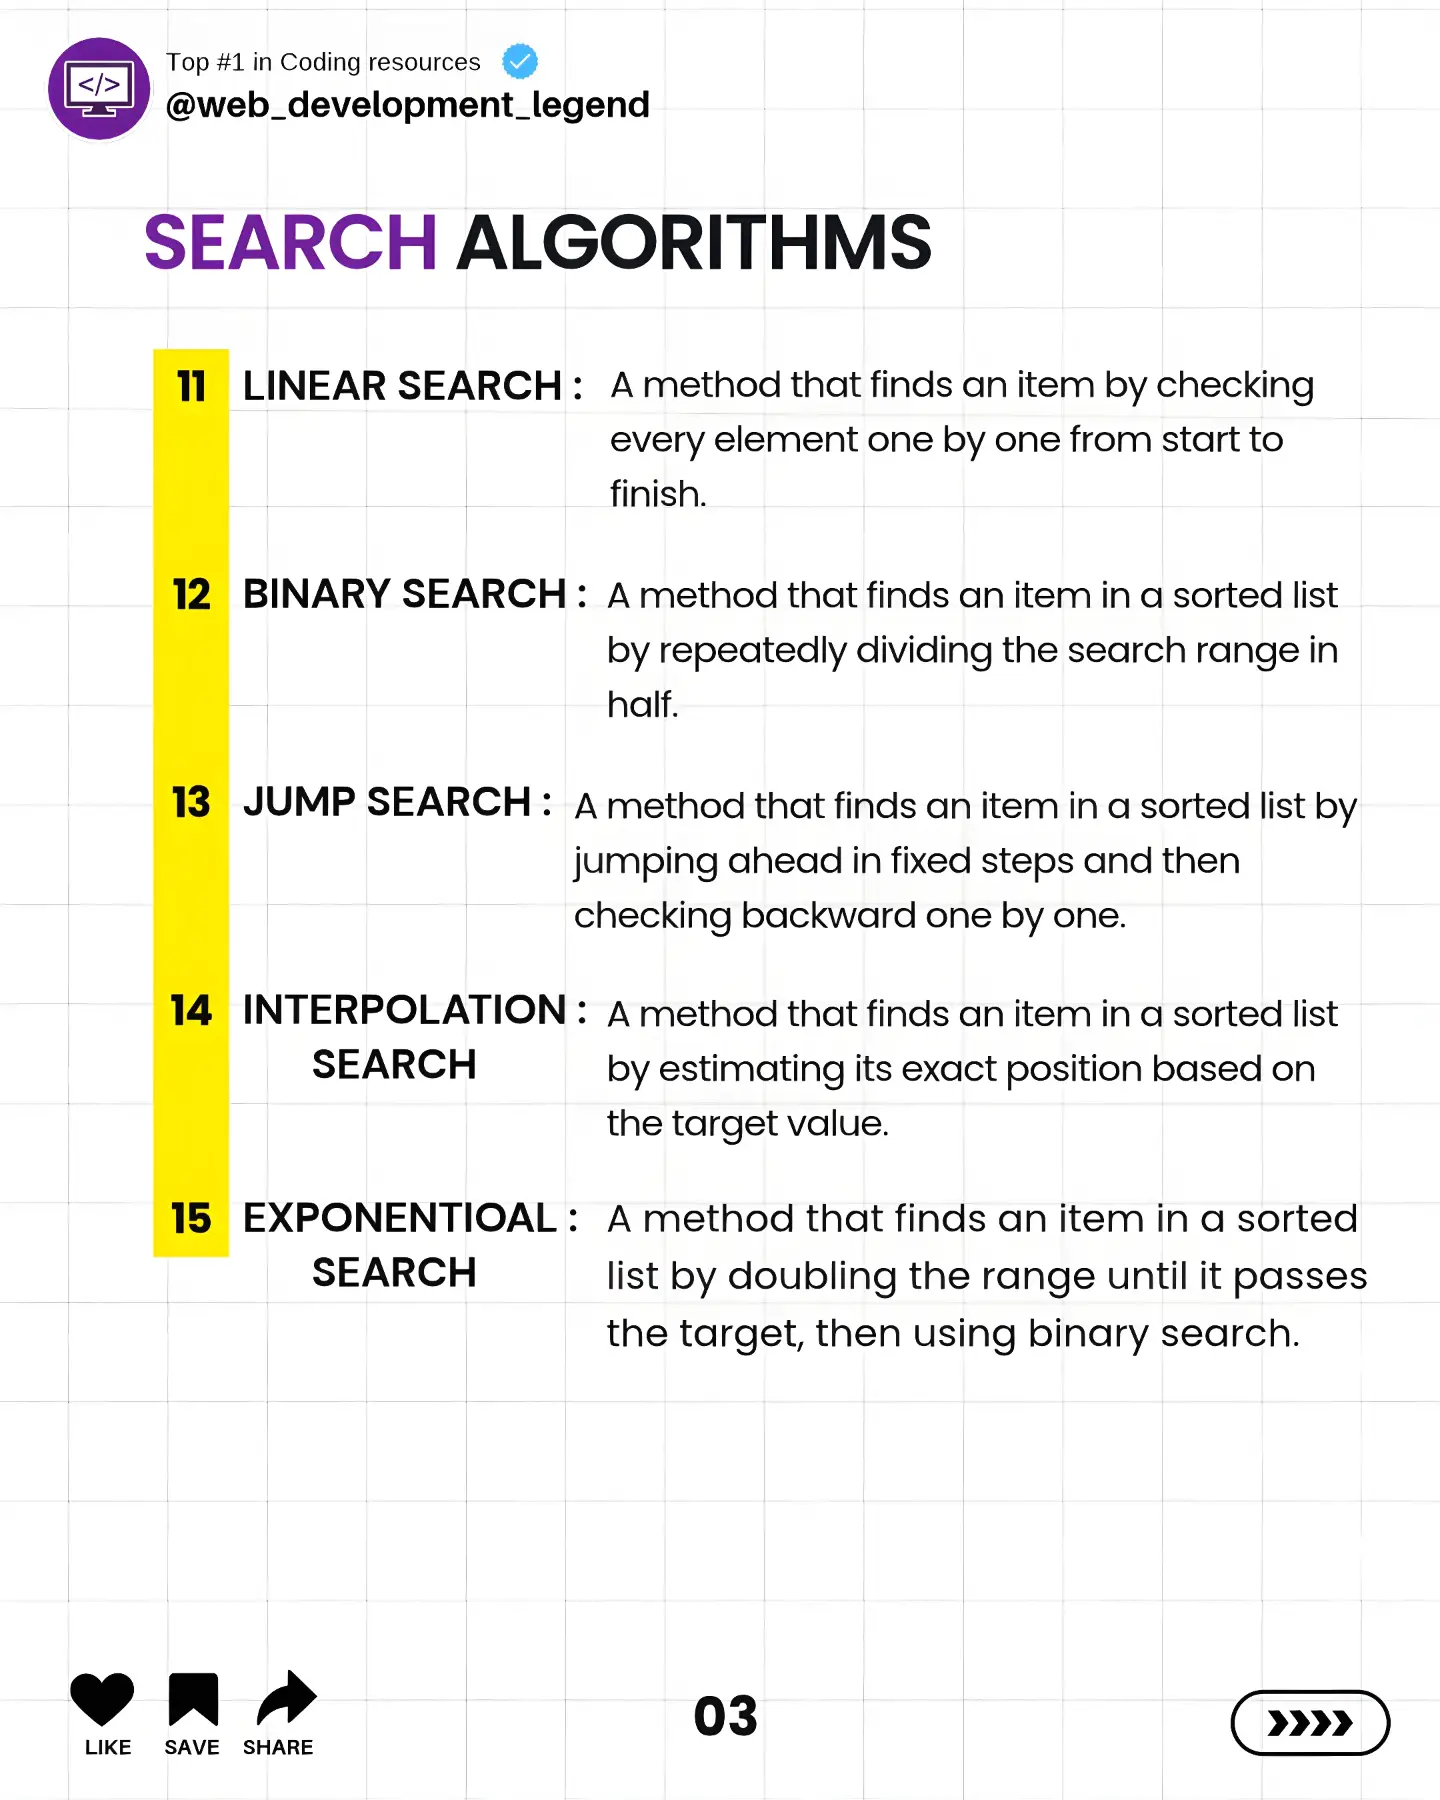 Top #1 in Coding resources
@web_development_legend
SEARCH ALGORITHMS
11 LINEAR SEARCH : A method that finds an item by checking
every element one by one from start to
finish.
12 BINARY SEARCH : A method that finds an item in a sorted list
by repeatedly dividing the search range in
half.
13 JUMP SEARCH : A method that finds an item in a sorted list by
jumping ahead in fixed steps and then
checking backward one by one.
14 INTERPOLATION : A method that finds an item in a sorted list
SEARCH by estimating its exact position based on
the target value.
15 EXPONENTIOAL : A method that finds an item in a sorted
SEARCH list by doubling the range until it passes
the target, then using binary search.
LIKE SAVE SHARE
03